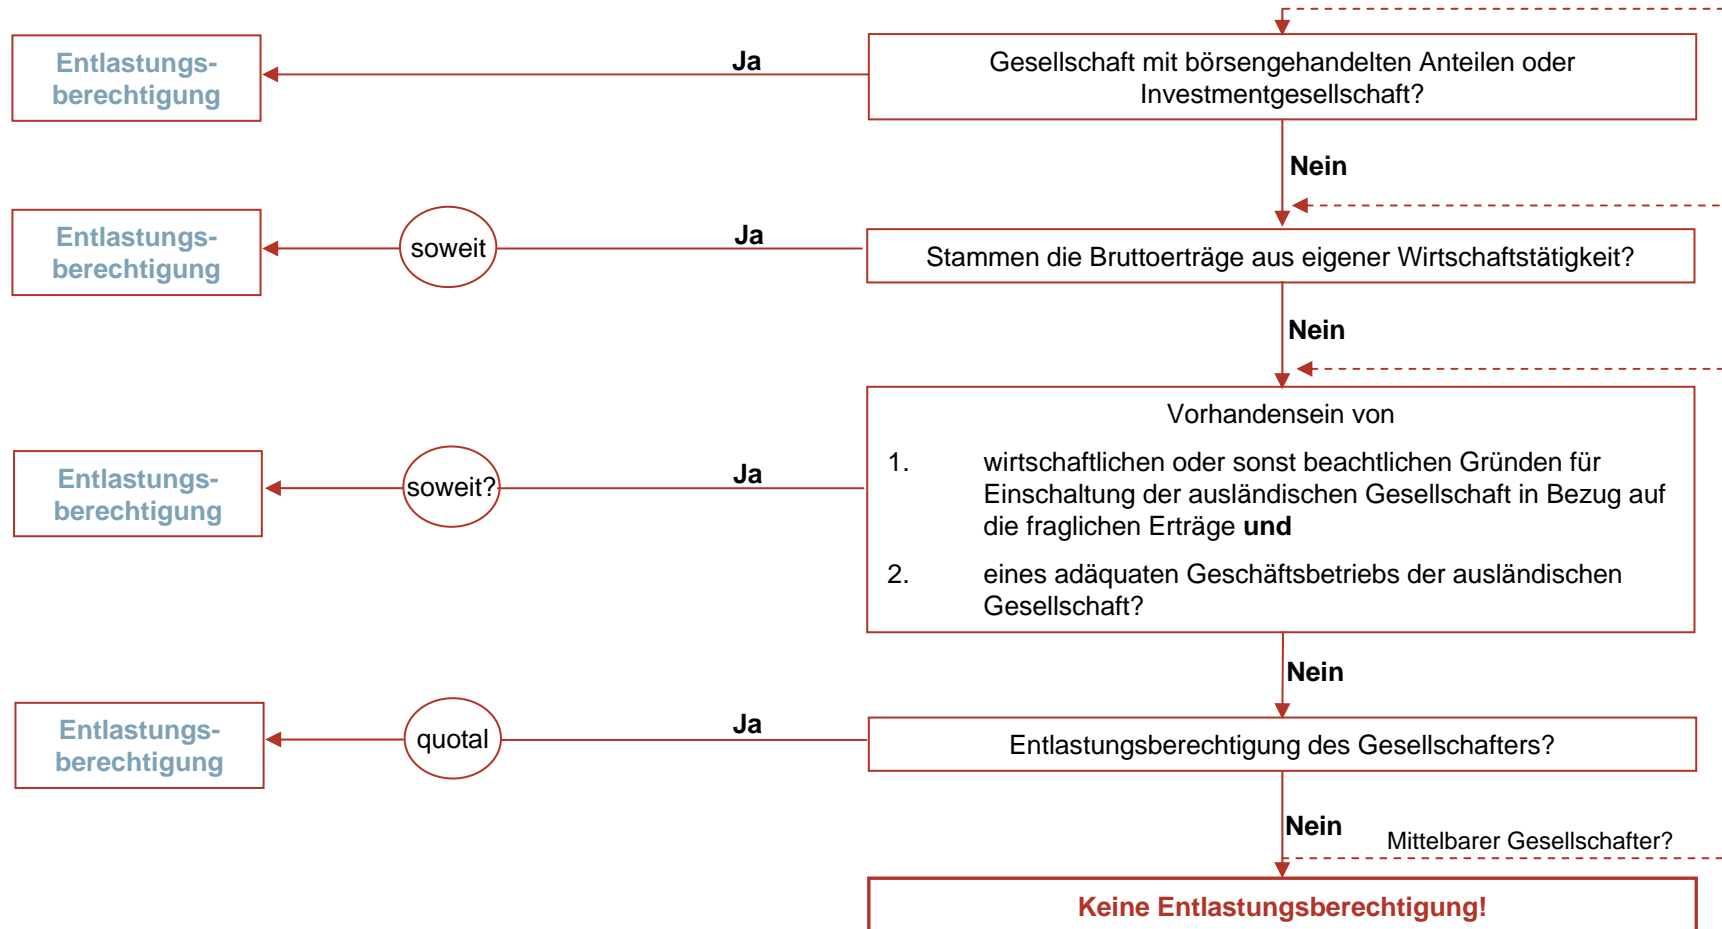 Entlastungs-
berechtigung
Ja
Gesellschaft mit börsengehandelten Anteilen oder
Investmentgesellschaft?
Nein
Entlastungs-
berechtigung
soweit
Ja
Stammen die Bruttoerträge aus eigener Wirtschaftstätigkeit?
Nein
Entlastungs-
berechtigung
soweit?
Ja
Vorhandensein von
1. wirtschaftlichen oder sonst beachtlichen Gründen für
Einschaltung der ausländischen Gesellschaft in Bezug auf
die fraglichen Erträge und
2. eines adäquaten Geschäftsbetriebs der ausländischen
Gesellschaft?
Nein
Entlastungs-
berechtigung
quotal
Ja
Entlastungsberechtigung des Gesellschafters?
Nein
Mittelbarer Gesellschafter?
Keine Entlastungsberechtigung!